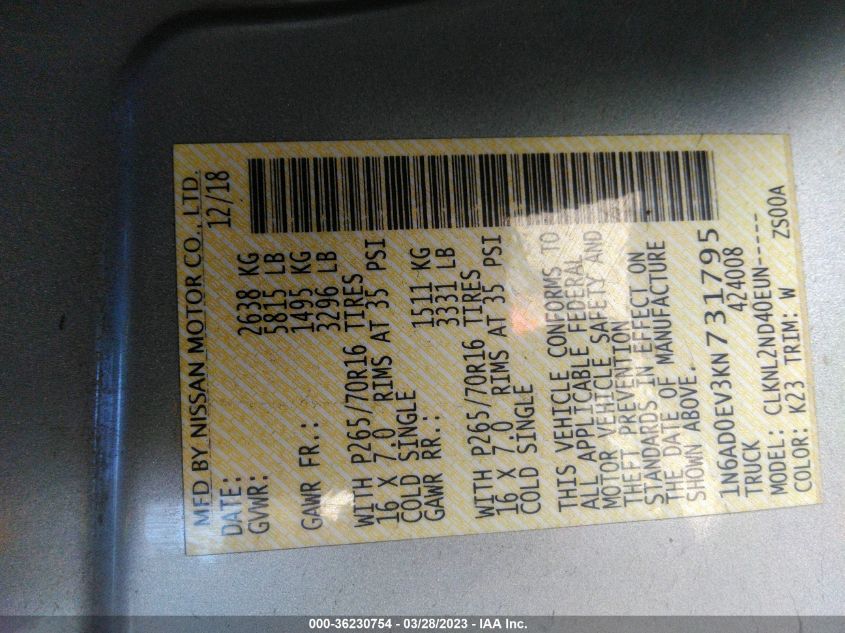 MFD BY NISSAN MOTOR CO., LTD.
DATE: 12/18
GVWR: 2638 KG
5815 LB
GAWR FR.: 1495 KG
3296 LB
WITH P265/70R16 TIRES
16 X 7.0 RIMS AT 35 PSI
COLD SINGLE
GAWR RR.: 1511 KG
3331 LB
WITH P265/70R16 TIRES
16 X 7.0 RIMS AT 35 PSI
COLD SINGLE
THIS VEHICLE CONFORMS TO
ALL APPLICABLE FEDERAL
MOTOR VEHICLE SAFETY AND
THEFT PREVENTION
STANDARDS IN EFFECT ON
THE DATE OF MANUFACTURE
SHOWN ABOVE.
1N6AD0EV3KN731795
TRUCK 424008
MODEL: CLKNL2ND40EUN-----
COLOR: K23 TRIM: W ZS00A
000-36230754 - 03/28/2023 - IAA Inc.